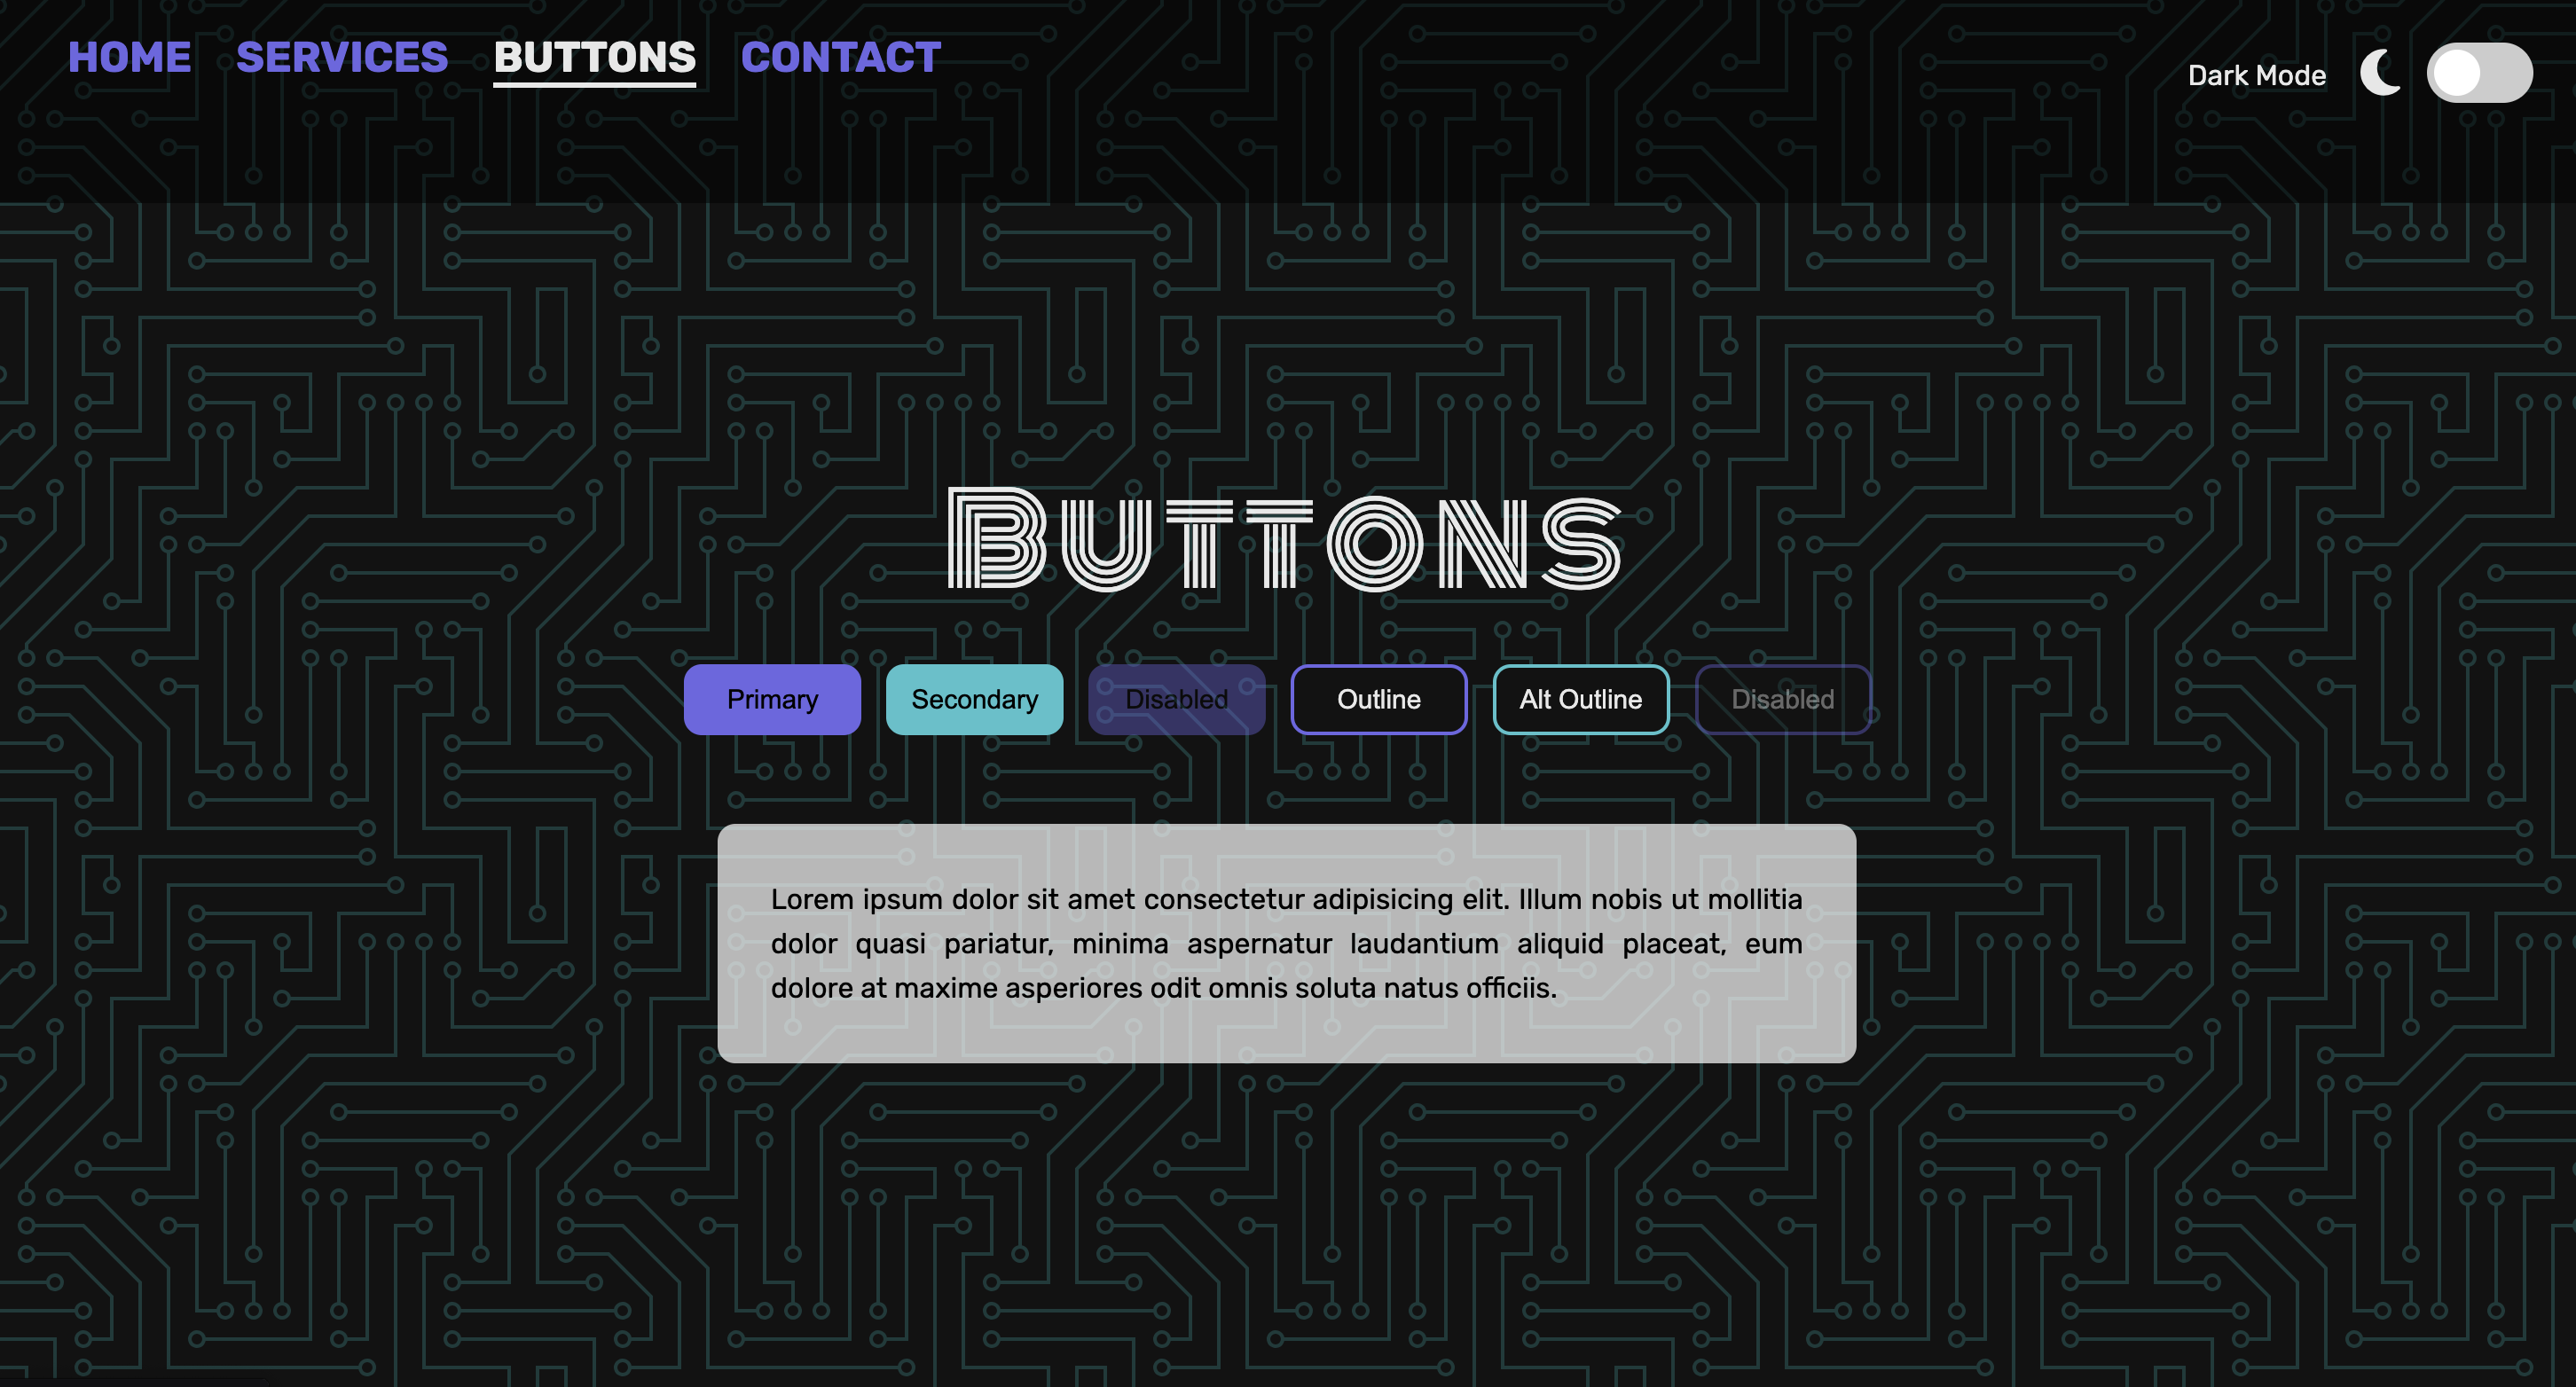 HOME SERVICES BUTTONS CONTACT
Dark Mode
Buttons
Primary Secondary Disabled Outline Alt Outline Disabled
Lorem ipsum dolor sit amet consectetur adipisicing elit. Illum nobis ut mollitia
dolor quasi pariatur, minima aspernatur laudantium aliquid placeat, eum
dolore at maxime asperiores odit omnis soluta natus officiis.